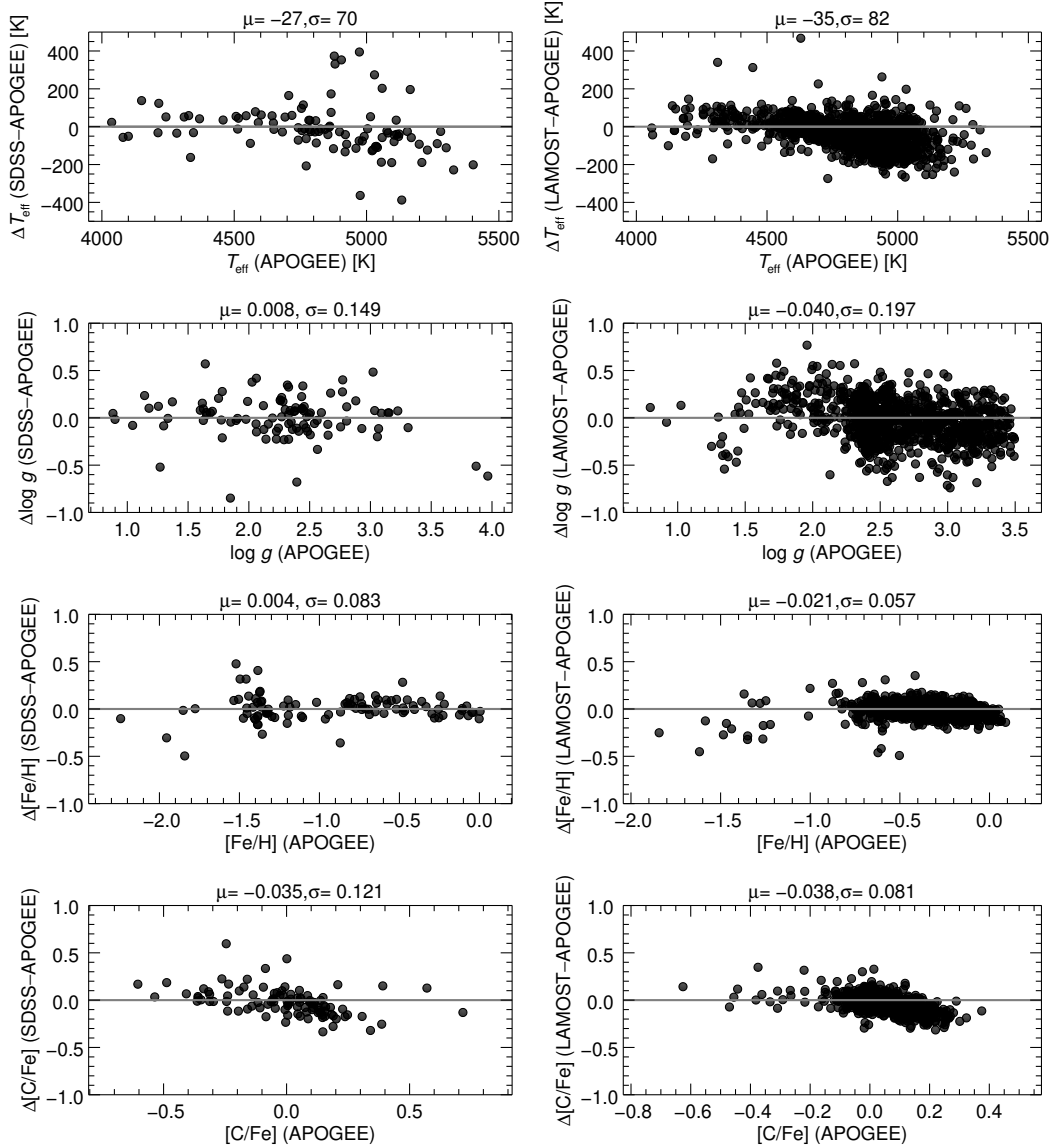 μ= −27,σ= 70
ΔTeff (SDSS−APOGEE) [K]
400
200
0
−200
−400
4000 4500 5000 5500
Teff (APOGEE) [K]
μ= −35,σ= 82
ΔTeff (LAMOST−APOGEE) [K]
400
200
0
−200
−400
4000 4500 5000 5500
Teff (APOGEE) [K]
μ= 0.008, σ= 0.149
Δlog g (SDSS−APOGEE)
1.0
0.5
0.0
−0.5
−1.0
1.0 1.5 2.0 2.5 3.0 3.5 4.0
log g (APOGEE)
μ= −0.040,σ= 0.197
Δlog g (LAMOST−APOGEE)
1.0
0.5
0.0
−0.5
−1.0
1.0 1.5 2.0 2.5 3.0 3.5
log g (APOGEE)
μ= 0.004, σ= 0.083
Δ[Fe/H] (SDSS−APOGEE)
1.0
0.5
0.0
−0.5
−1.0
−2.0 −1.5 −1.0 −0.5 0.0
[Fe/H] (APOGEE)
μ= −0.021,σ= 0.057
Δ[Fe/H] (LAMOST−APOGEE)
1.0
0.5
0.0
−0.5
−1.0
−2.0 −1.5 −1.0 −0.5 0.0
[Fe/H] (APOGEE)
μ= −0.035,σ= 0.121
Δ[C/Fe] (SDSS−APOGEE)
1.0
0.5
0.0
−0.5
−1.0
−0.5 0.0 0.5
[C/Fe] (APOGEE)
μ= −0.038,σ= 0.081
Δ[C/Fe] (LAMOST−APOGEE)
1.0
0.5
0.0
−0.5
−1.0
−0.8 −0.6 −0.4 −0.2 0.0 0.2 0.4
[C/Fe] (APOGEE)